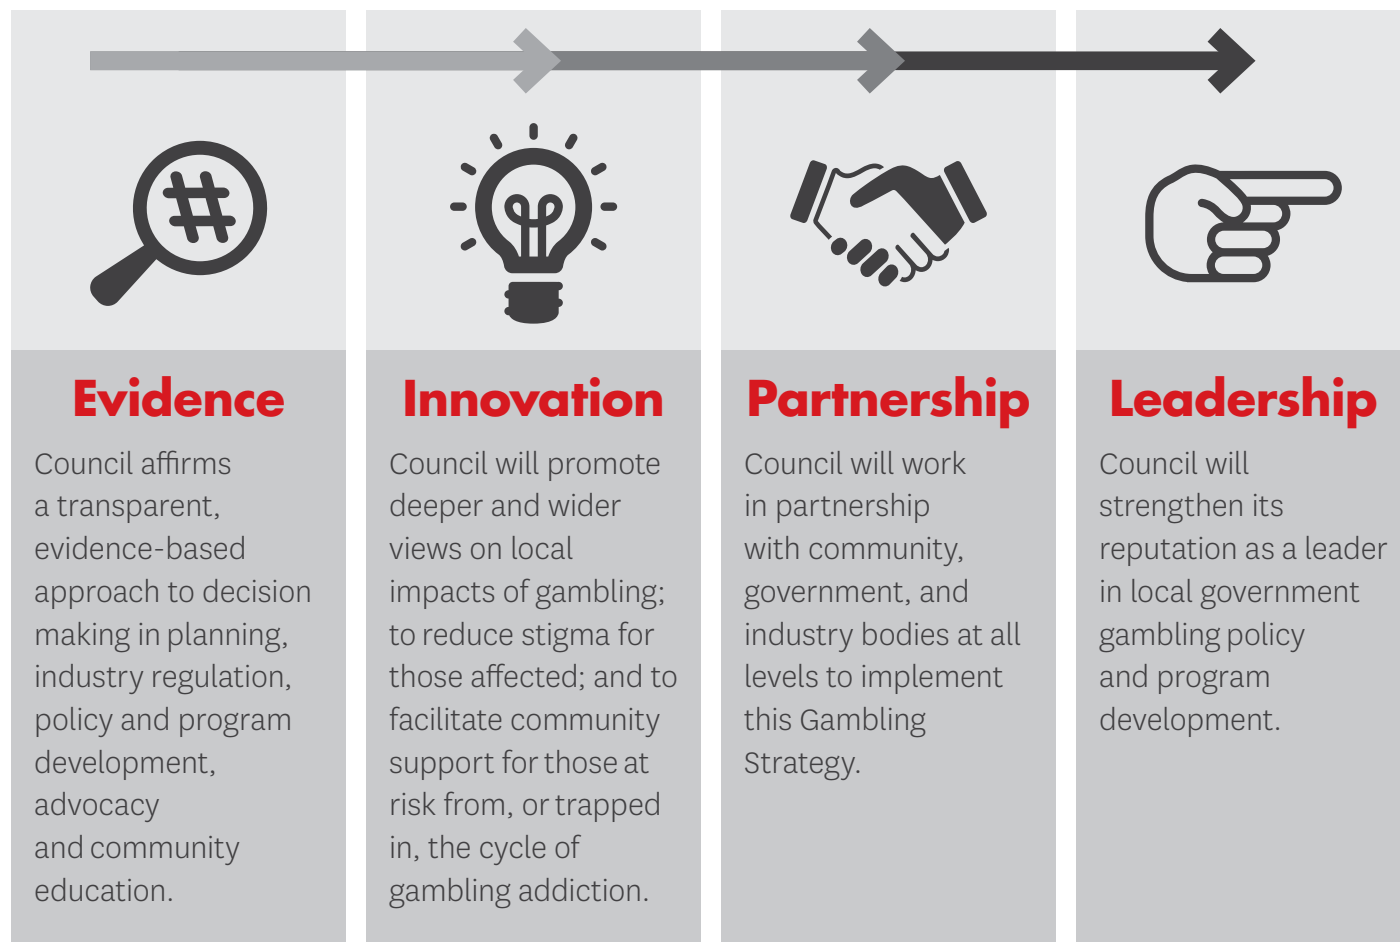 Evidence
Council affirms
a transparent,
evidence-based
approach to decision
making in planning,
industry regulation,
policy and program
development,
advocacy
and community
education.
Innovation
Council will promote
deeper and wider
views on local
impacts of gambling;
to reduce stigma for
those affected; and to
facilitate community
support for those at
risk from, or trapped
in, the cycle of
gambling addiction.
Partnership
Council will work
in partnership
with community,
government, and
industry bodies at all
levels to implement
this Gambling
Strategy.
Leadership
Council will
strengthen its
reputation as a leader
in local government
gambling policy
and program
development.